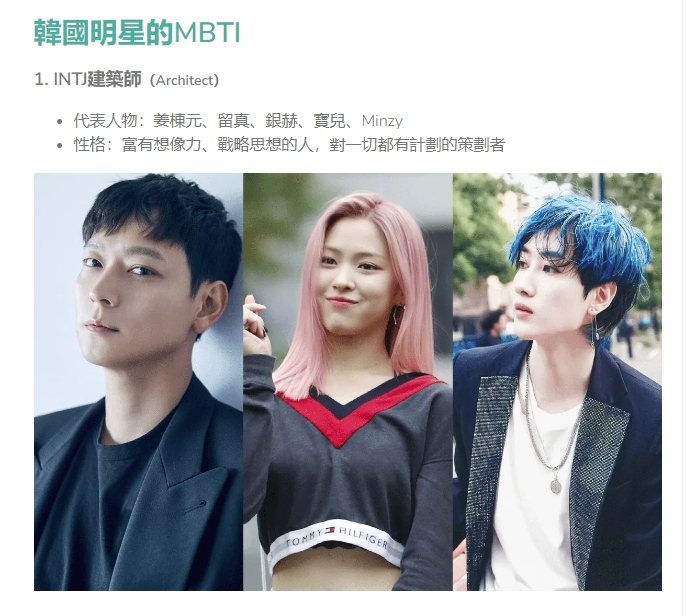 韓國明星的MBTI
1. INTJ建築師（Architect）
代表人物：姜棟元、留真、銀赫、寶兒、Minzy
性格：富有想像力、戰略思想的人，對一切都有計劃的策劃者
TOMMY HILFIGER